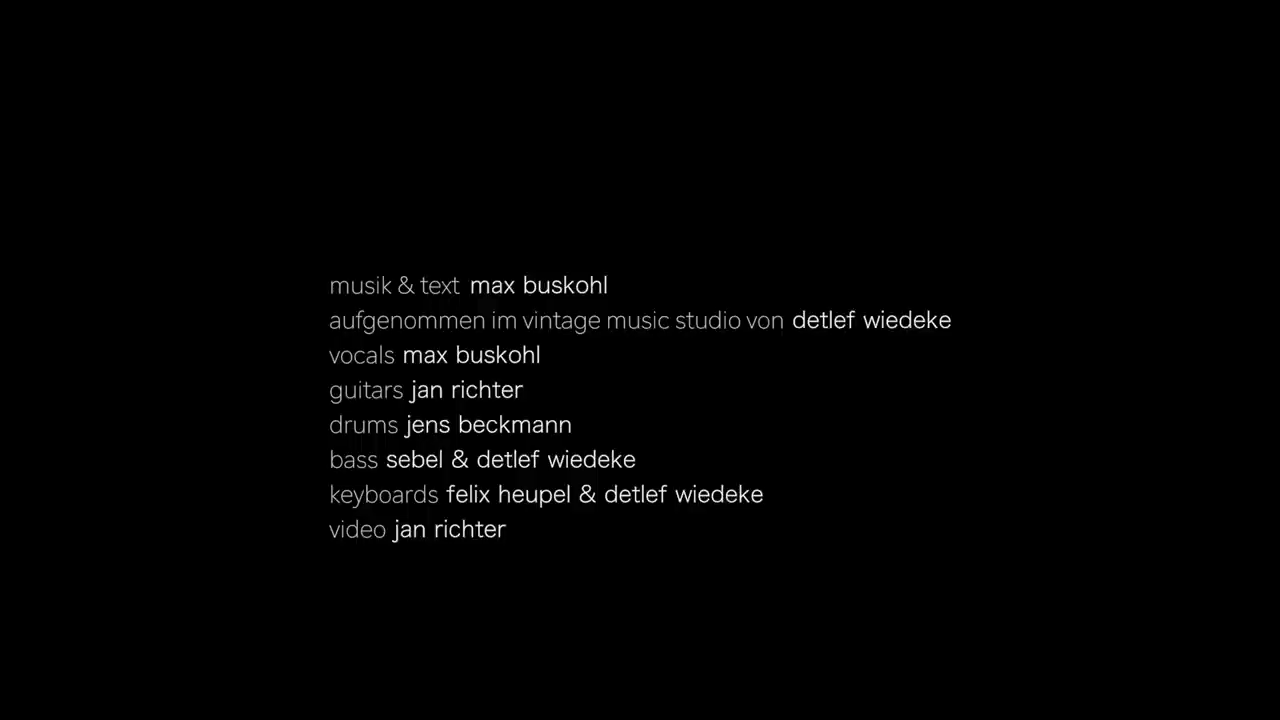 musik & text max buskohl
aufgenommen im vintage music studio von detlef wiedeke
vocals max buskohl
guitars jan richter
drums jens beckmann
bass sebel & detlef wiedeke
keyboards felix heupel & detlef wiedeke
video jan richter